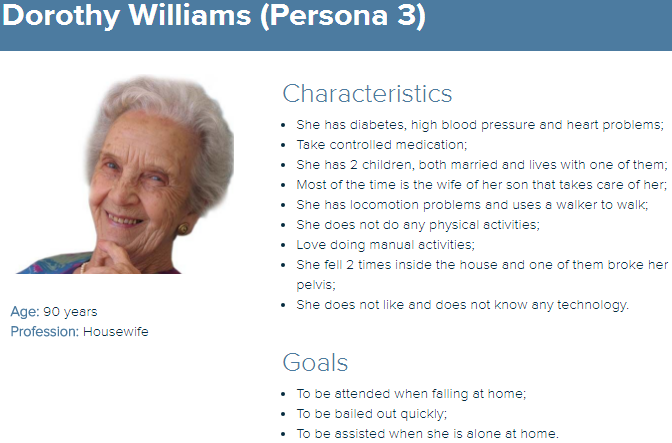 Dorothy Williams (Persona 3)
Characteristics
• She has diabetes, high blood pressure and heart problems;
• Take controlled medication;
• She has 2 children, both married and lives with one of them;
• Most of the time is the wife of her son that takes care of her;
• She has locomotion problems and uses a walker to walk;
• She does not do any physical activities;
• Love doing manual activities;
• She fell 2 times inside the house and one of them broke her
pelvis;
• She does not like and does not know any technology.
Age: 90 years
Profession: Housewife
Goals
• To be attended when falling at home;
• To be bailed out quickly;
• To be assisted when she is alone at home.